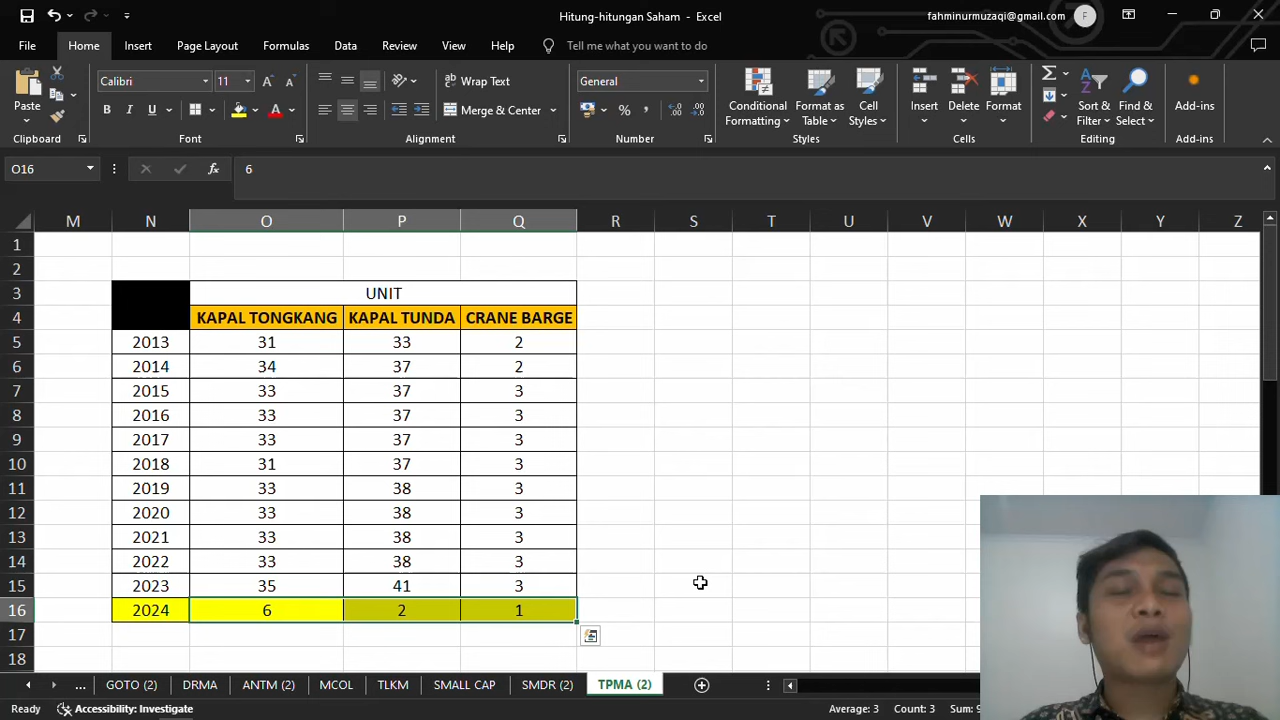 Hitung-hitungan Saham - Excel
fahminurmuzaqi@gmail.com
F
File Home Insert Page Layout Formulas Data Review View Help Tell me what you want to do
Paste
Calibri 11
A A
B I U A
Wrap Text
Merge & Center
General
% ,
Conditional Formatting
Format as Table
Cell Styles
Insert
Delete
Format
Sort & Filter
Find & Select
Add-ins
Clipboard Font Alignment Number Styles Cells Editing Add-ins
O16 fx 6
M N O P Q R S T U V W X Y Z
1
2
3 UNIT
4 KAPAL TONGKANG KAPAL TUNDA CRANE BARGE
5 2013 31 33 2
6 2014 34 37 2
7 2015 33 37 3
8 2016 33 37 3
9 2017 33 37 3
10 2018 31 37 3
11 2019 33 38 3
12 2020 33 38 3
13 2021 33 38 3
14 2022 33 38 3
15 2023 35 41 3
16 2024 6 2 1
17
18
... GOTO (2) DRMA ANTM (2) MCOL TLKM SMALL CAP SMDR (2) TPMA (2)
Ready Accessibility: Investigate Average: 3 Count: 3